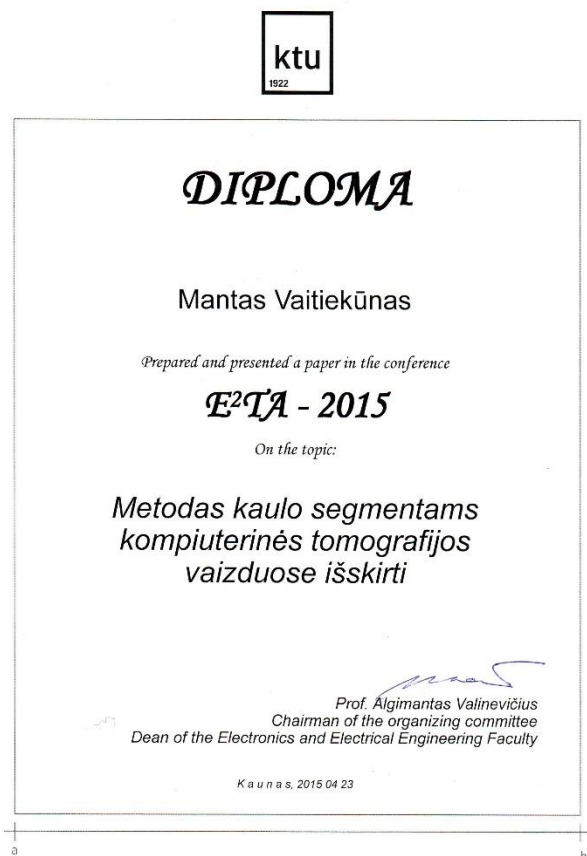 ktu
1922
DIPLOMA
Mantas Vaitiekūnas
Prepared and presented a paper in the conference
E²TA - 2015
On the topic:
Metodas kaulo segmentams
kompiuterinės tomografijos
vaizduose išskirti
Prof. Algimantas Valinevičius
Chairman of the organizing committee
Dean of the Electronics and Electrical Engineering Faculty
Kaunas, 2015 04 23
a